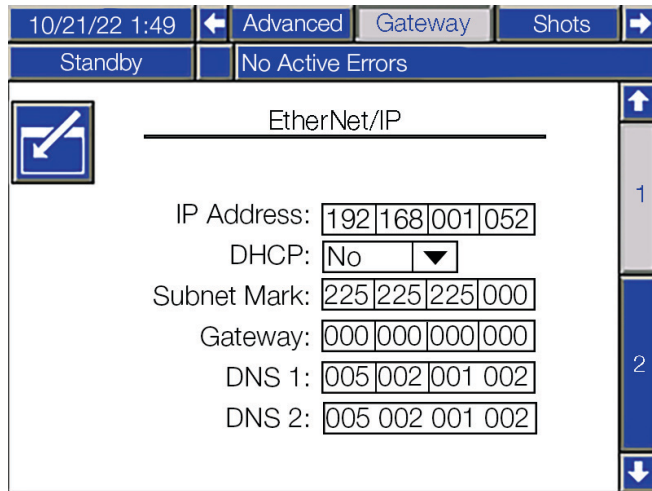 10/21/22 1:49 Advanced Gateway Shots
Standby No Active Errors
EtherNet/IP
1
IP Address: 192 168 001 052
DHCP: No
Subnet Mark: 225 225 225 000
Gateway: 000 000 000 000
2
DNS 1: 005 002 001 002
DNS 2: 005 002 001 002